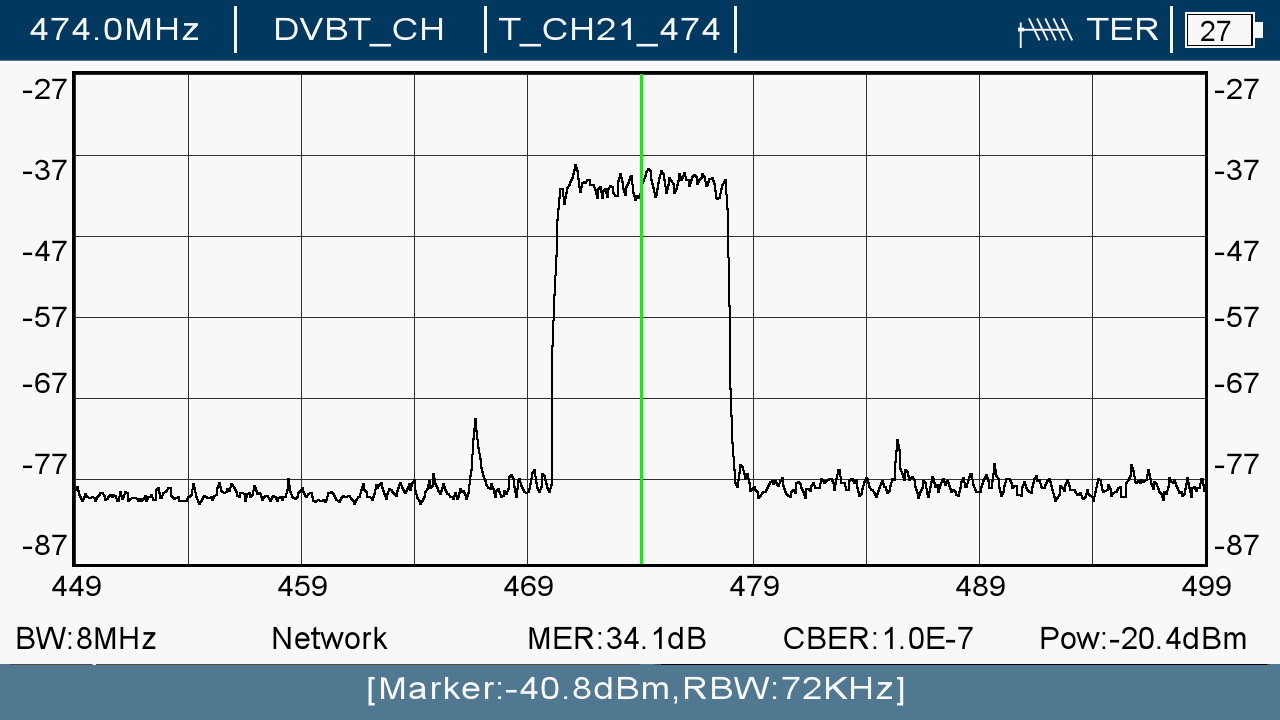 474.0MHz DVBT_CH T_CH21_474 TER 27
-27 -27
-37 -37
-47 -47
-57 -57
-67 -67
-77 -77
-87 -87
449 459 469 479 489 499
BW:8MHz Network MER:34.1dB CBER:1.0E-7 Pow:-20.4dBm
[Marker:-40.8dBm,RBW:72KHz]